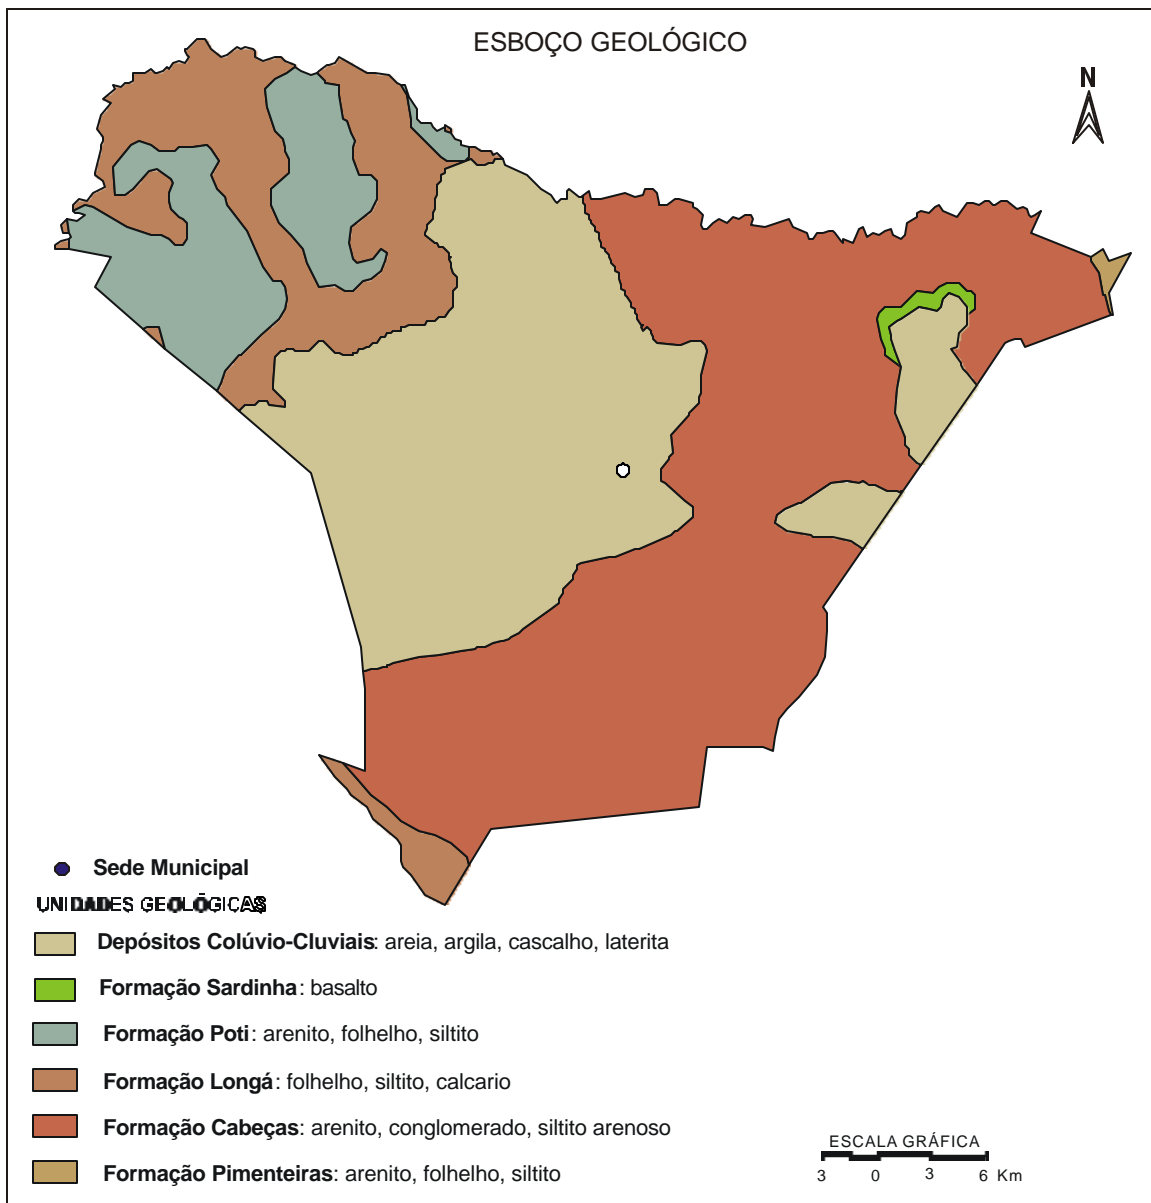 ESBOÇO GEOLÓGICO
N
Sede Municipal
UNIDADES GEOLÓGICAS
Depósitos Colúvio-Cluviais: areia, argila, cascalho, laterita
Formação Sardinha: basalto
Formação Poti: arenito, folhelho, siltito
Formação Longá: folhelho, siltito, calcario
Formação Cabeças: arenito, conglomerado, siltito arenoso
Formação Pimenteiras: arenito, folhelho, siltito
ESCALA GRÁFICA
3 0 3 6 Km